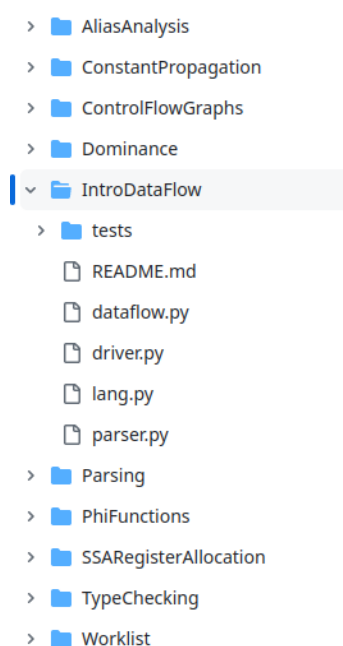 AliasAnalysis
ConstantPropagation
ControlFlowGraphs
Dominance
IntroDataFlow
tests
README.md
dataflow.py
driver.py
lang.py
parser.py
Parsing
PhiFunctions
SSARegisterAllocation
TypeChecking
Worklist